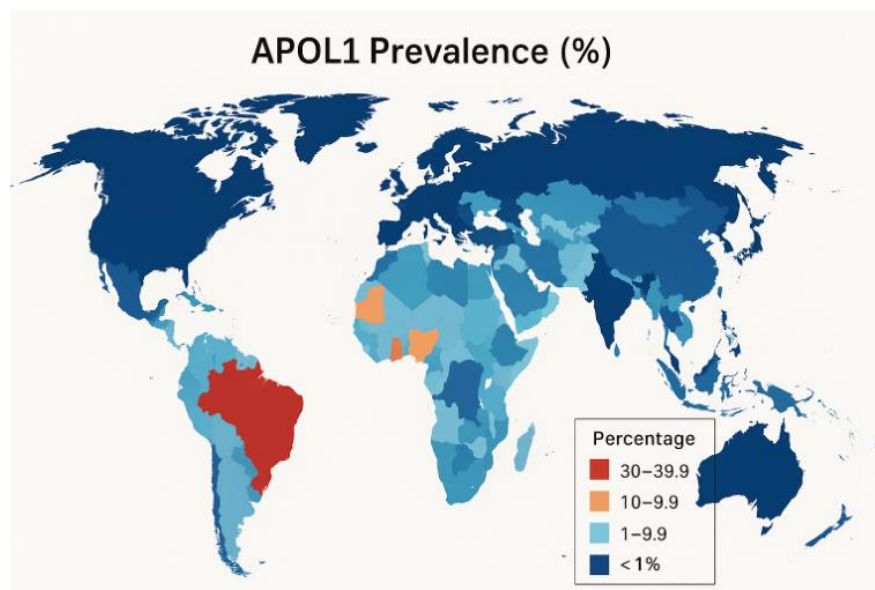 APOL1 Prevalence (%)
Percentage
30–39.9
10–9.9
1–9.9
<1%